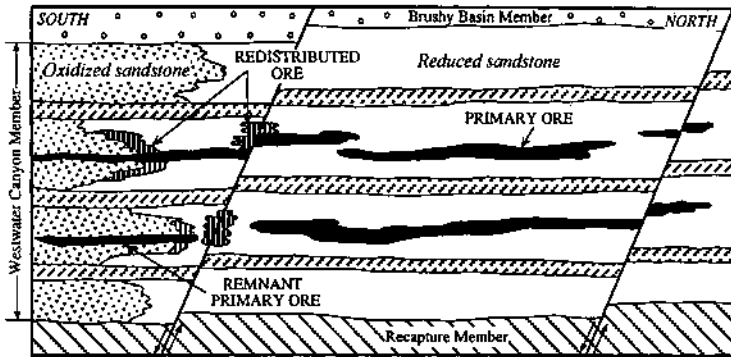 SOUTH
Brushy Basin Member
NORTH
REDISTRIBUTED
ORE
Oxidized sandstone
Reduced sandstone
PRIMARY ORE
Westwater Canyon Member
REMNANT
PRIMARY ORE
Recapture Member